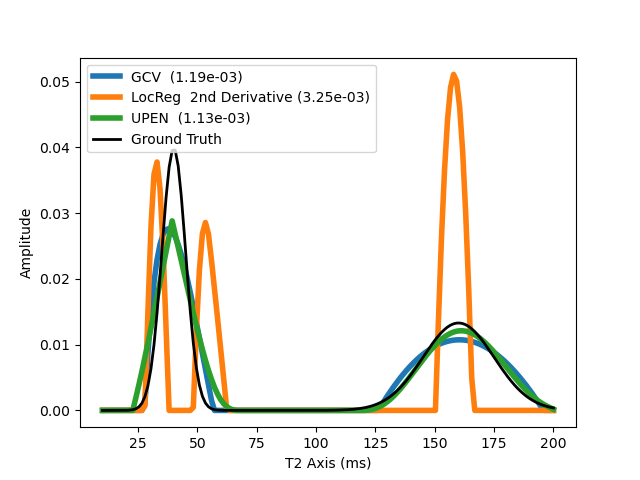 GCV (1.19e-03)
LocReg 2nd Derivative (3.25e-03)
UPEN (1.13e-03)
Ground Truth
0.05
0.04
0.03
0.02
0.01
0.00
Amplitude
25 50 75 100 125 150 175 200
T2 Axis (ms)